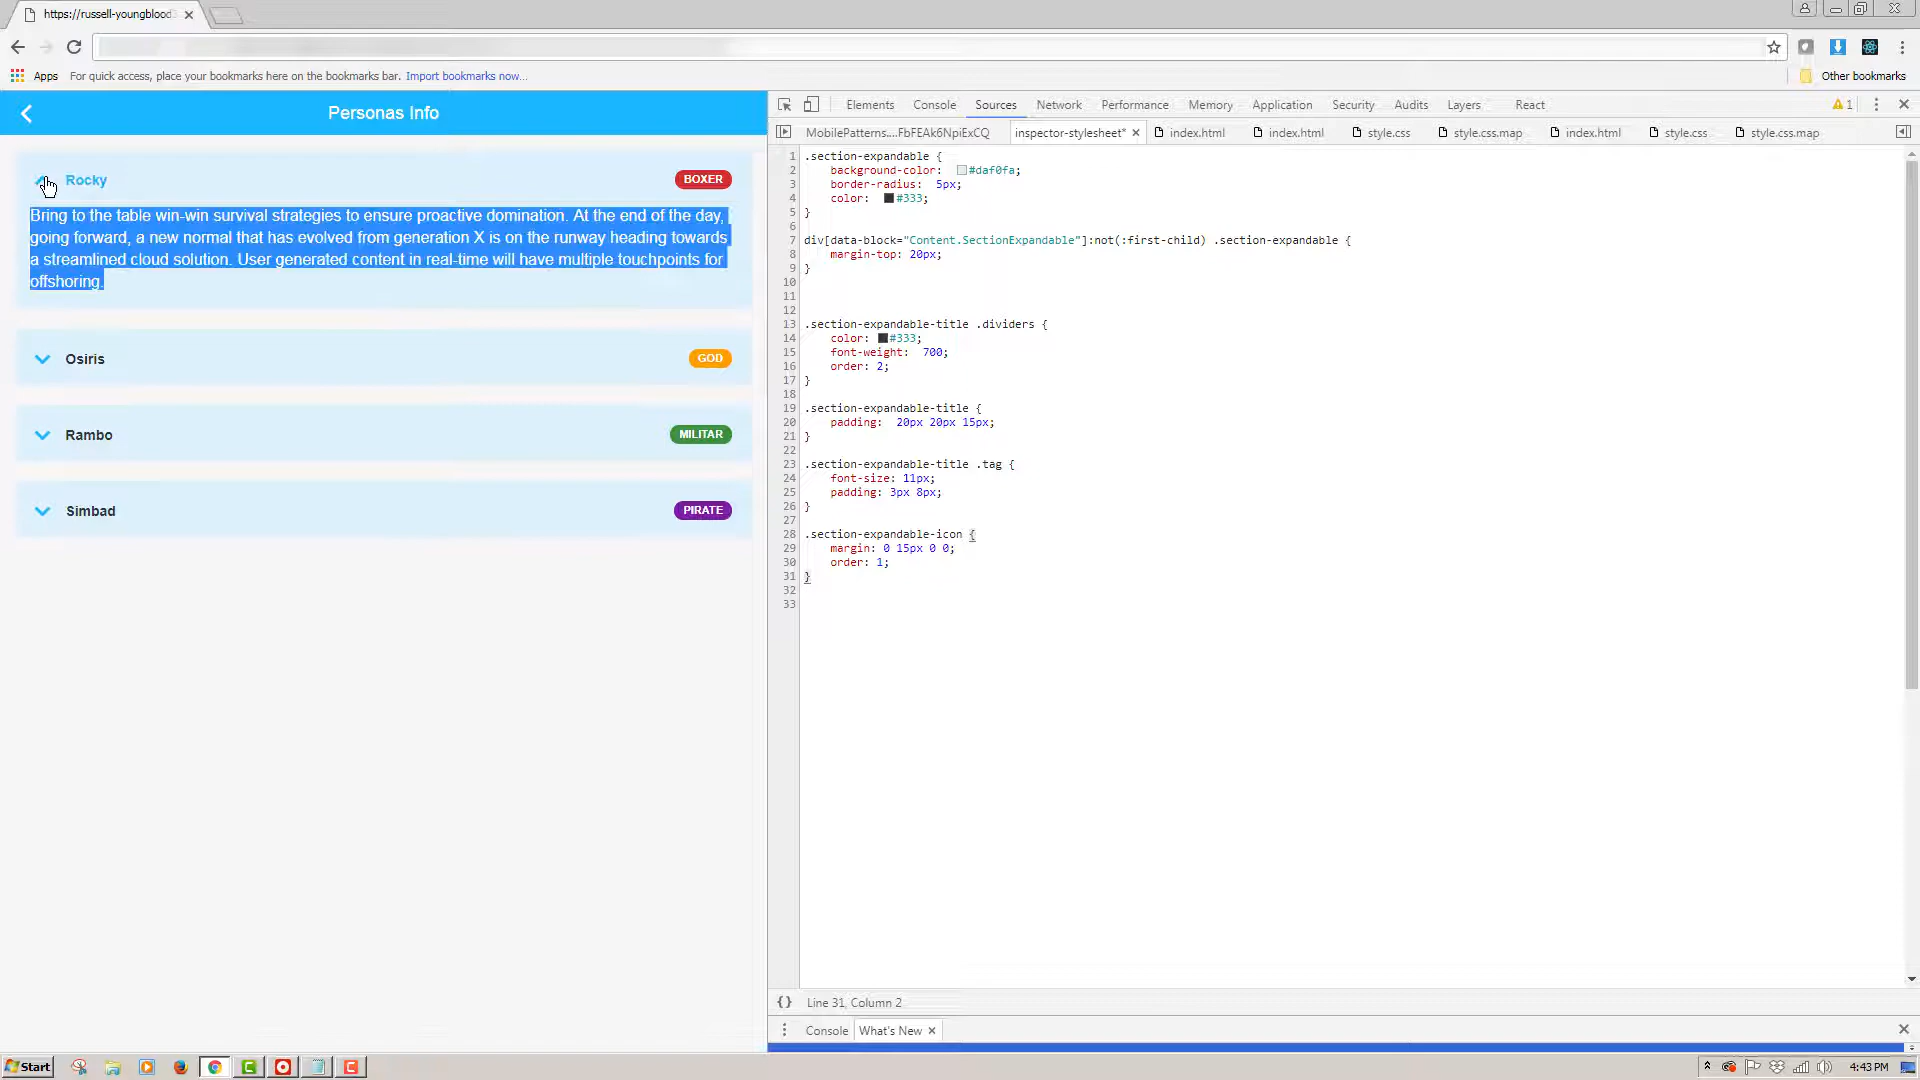 https://russell-youngblood
Apps For quick access, place your bookmarks here on the bookmarks bar. Import bookmarks now... Other bookmarks
Personas Info
Rocky BOXER
Bring to the table win-win survival strategies to ensure proactive domination. At the end of the day,
going forward, a new normal that has evolved from generation X is on the runway heading towards
a streamlined cloud solution. User generated content in real-time will have multiple touchpoints for
offshoring.
Osiris GOD
Rambo MILITAR
Simbad PIRATE
Elements Console Sources Network Performance Memory Application Security Audits Layers React 1
MobilePatterns....FbFEAk6NpiExCQ inspector-stylesheet* index.html index.html style.css style.css.map index.html style.css style.css.map
1 .section-expandable {
2 background-color: #daf0fa;
3 border-radius: 5px;
4 color: #333;
5 }
6
7 div[data-block="Content.SectionExpandable"]:not(:first-child) .section-expandable {
8 margin-top: 20px;
9 }
10
11
12
13 .section-expandable-title .dividers {
14 color: #333;
15 font-weight: 700;
16 order: 2;
17 }
18
19 .section-expandable-title {
20 padding: 20px 20px 15px;
21 }
22
23 .section-expandable-title .tag {
24 font-size: 11px;
25 padding: 3px 8px;
26 }
27
28 .section-expandable-icon {
29 margin: 0 15px 0 0;
30 order: 1;
31 }
32
33
{} Line 31, Column 2
Console What's New
Start 4:43 PM